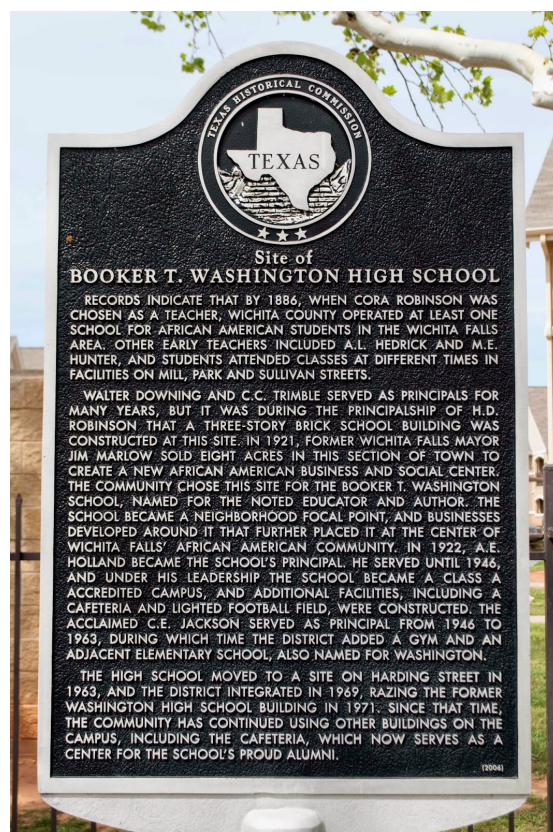 TEXAS HISTORICAL COMMISSION
TEXAS
Site of
BOOKER T. WASHINGTON HIGH SCHOOL
RECORDS INDICATE THAT BY 1886, WHEN CORA ROBINSON WAS
CHOSEN AS A TEACHER, WICHITA COUNTY OPERATED AT LEAST ONE
SCHOOL FOR AFRICAN AMERICAN STUDENTS IN THE WICHITA FALLS
AREA. OTHER EARLY TEACHERS INCLUDED A.L. HEDRICK AND M.E.
HUNTER, AND STUDENTS ATTENDED CLASSES AT DIFFERENT TIMES IN
FACILITIES ON MILL, PARK AND SULLIVAN STREETS.
WALTER DOWNING AND C.C. TRIMBLE SERVED AS PRINCIPALS FOR
MANY YEARS, BUT IT WAS DURING THE PRINCIPALSHIP OF H.D.
ROBINSON THAT A THREE-STORY BRICK SCHOOL BUILDING WAS
CONSTRUCTED AT THIS SITE. IN 1921, FORMER WICHITA FALLS MAYOR
JIM MARLOW SOLD EIGHT ACRES IN THIS SECTION OF TOWN TO
CREATE A NEW AFRICAN AMERICAN BUSINESS AND SOCIAL CENTER.
THE COMMUNITY CHOSE THIS SITE FOR THE BOOKER T. WASHINGTON
SCHOOL, NAMED FOR THE NOTED EDUCATOR AND AUTHOR. THE
SCHOOL BECAME A NEIGHBORHOOD FOCAL POINT, AND BUSINESSES
DEVELOPED AROUND IT THAT FURTHER PLACED IT AT THE CENTER OF
WICHITA FALLS' AFRICAN AMERICAN COMMUNITY. IN 1922, A.E.
HOLLAND BECAME THE SCHOOL'S PRINCIPAL. HE SERVED UNTIL 1946,
AND UNDER HIS LEADERSHIP THE SCHOOL BECAME A CLASS A
ACCREDITED CAMPUS, AND ADDITIONAL FACILITIES, INCLUDING A
CAFETERIA AND LIGHTED FOOTBALL FIELD, WERE CONSTRUCTED. THE
ACCLAIMED C.E. JACKSON SERVED AS PRINCIPAL FROM 1946 TO
1963, DURING WHICH TIME THE DISTRICT ADDED A GYM AND AN
ADJACENT ELEMENTARY SCHOOL, ALSO NAMED FOR WASHINGTON.
THE HIGH SCHOOL MOVED TO A SITE ON HARDING STREET IN
1963, AND THE DISTRICT INTEGRATED IN 1969, RAZING THE FORMER
WASHINGTON HIGH SCHOOL BUILDING IN 1971. SINCE THAT TIME,
THE COMMUNITY HAS CONTINUED USING OTHER BUILDINGS ON THE
CAMPUS, INCLUDING THE CAFETERIA, WHICH NOW SERVES AS A
CENTER FOR THE SCHOOL'S PROUD ALUMNI.
(2006)